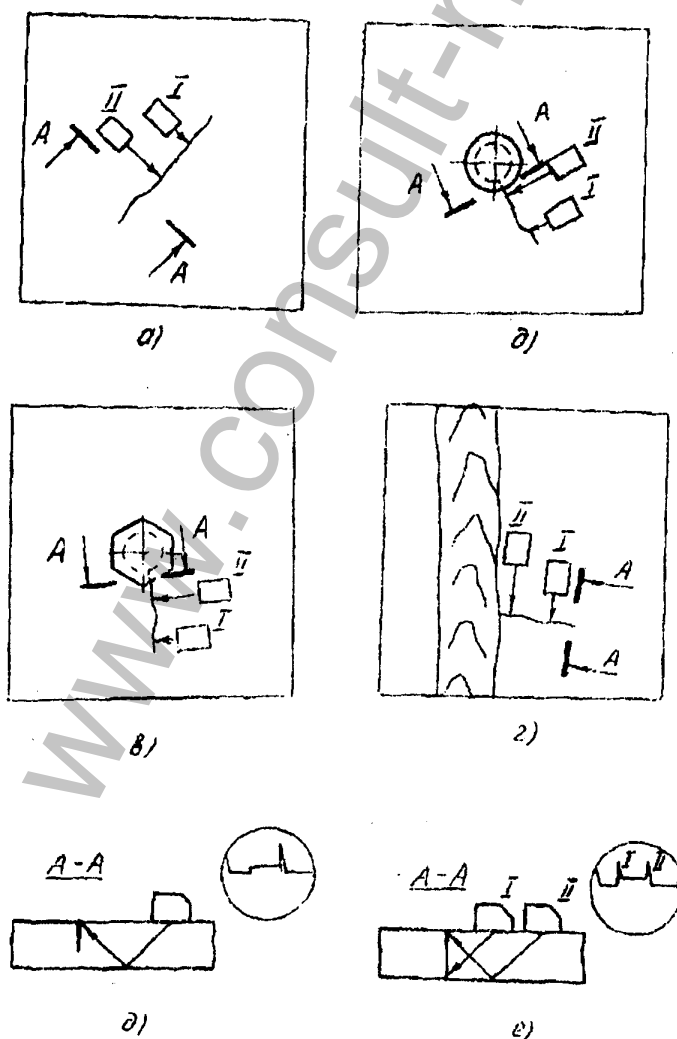 II I
A
A
а)
A II
A I
б)
A A
II
I
в)
II I
A
A
г)
A-A
д)
A-A I II
I II
е)
www.consult-